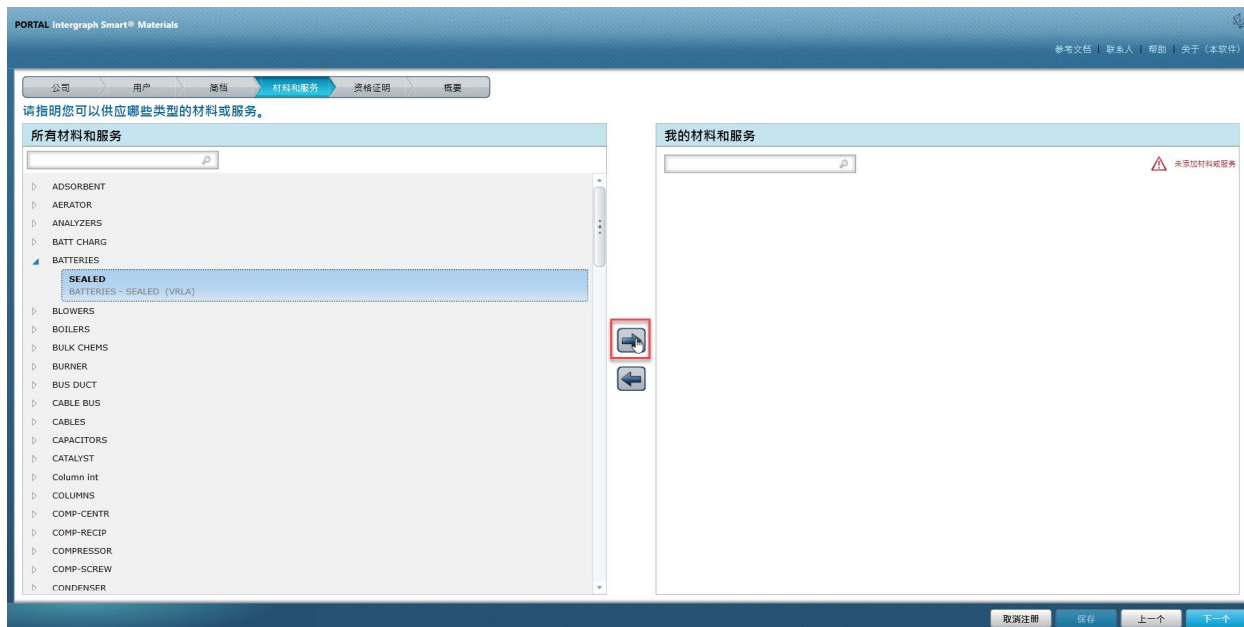 PORTAL Intergraph Smart® Materials
参考文档 | 联系人 | 帮助 | 关于（本软件）
公司 用户 简档 材料和服务 资格证明 概要
请指明您可以供应哪些类型的材料或服务。
所有材料和服务
我的材料和服务
未添加材料或服务
ADSORBENT
AERATOR
ANALYZERS
BATT CHARG
BATTERIES
SEALED
BATTERIES - SEALED (VRLA)
BLOWERS
BOILERS
BULK CHEMS
BURNER
BUS DUCT
CABLE BUS
CABLES
CAPACITORS
CATALYST
Column int
COLUMNS
COMP-CENTR
COMP-RECIP
COMPRESSOR
COMP-SCREW
CONDENSER
取消注册 保存 上一个 下一个